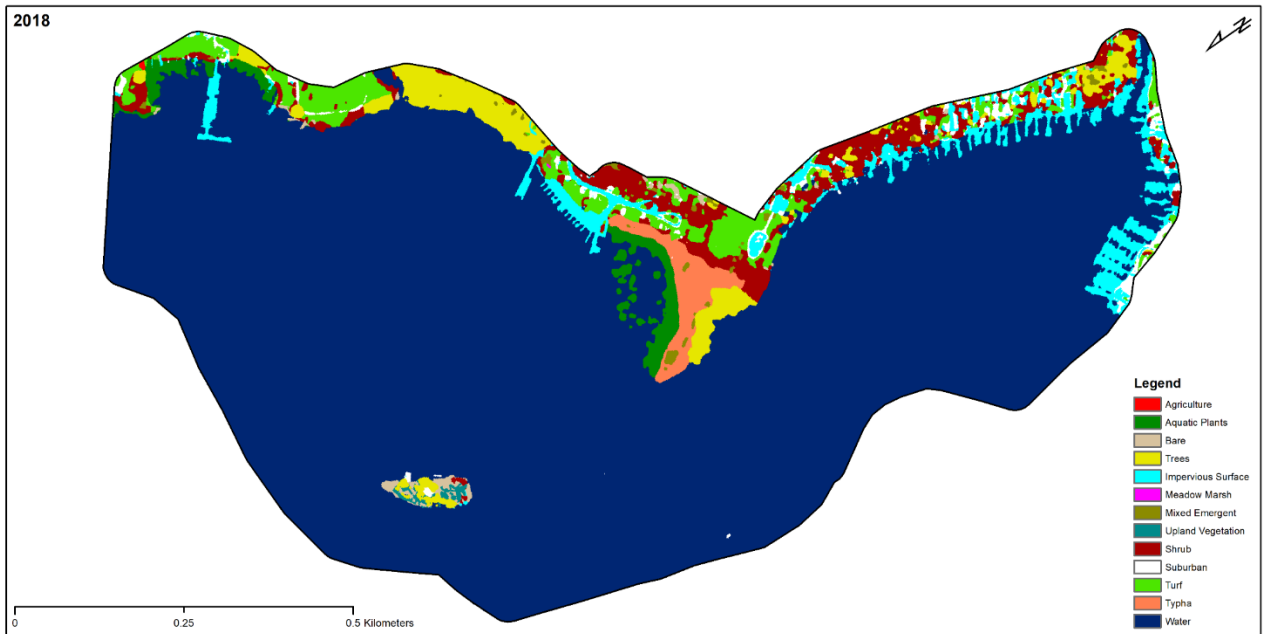 2018
N
Legend
Agriculture
Aquatic Plants
Bare
Trees
Impervious Surface
Meadow Marsh
Mixed Emergent
Upland Vegetation
Shrub
Suburban
Turf
Typha
Water
0 0.25 0.5 Kilometers